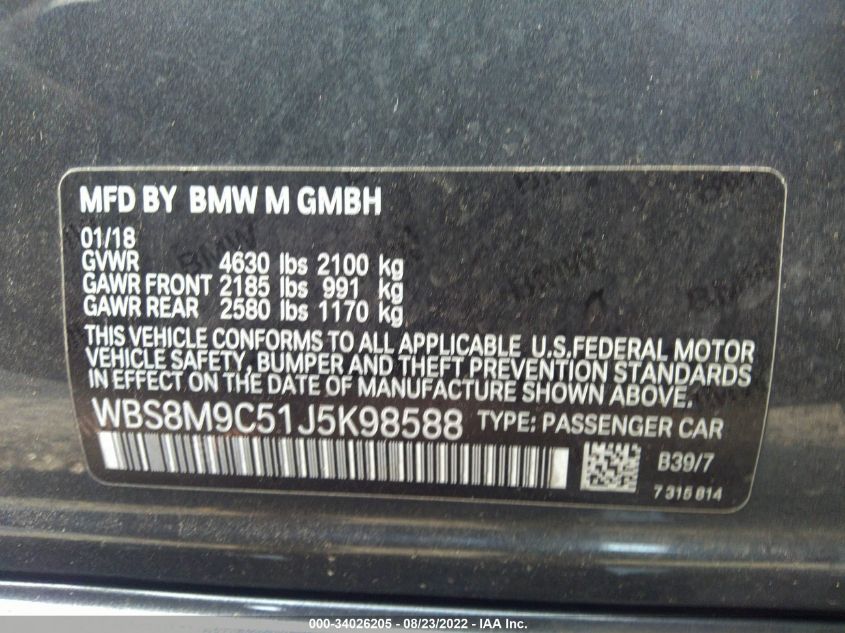 MFD BY BMW M GMBH
01/18
GVWR 4630 lbs 2100 kg
GAWR FRONT 2185 lbs 991 kg
GAWR REAR 2580 lbs 1170 kg
THIS VEHICLE CONFORMS TO ALL APPLICABLE U.S.FEDERAL MOTOR
VEHICLE SAFETY, BUMPER AND THEFT PREVENTION STANDARDS
IN EFFECT ON THE DATE OF MANUFACTURE SHOWN ABOVE.
WBS8M9C51J5K98588 TYPE: PASSENGER CAR
B39/7
7 315 814
000-34026205 - 08/23/2022 - IAA Inc.